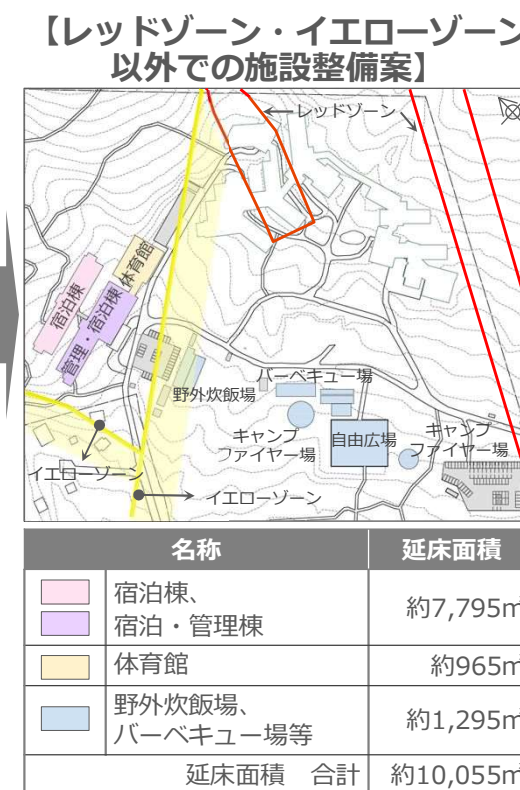 【レッドゾーン・イエローゾーン
以外での施設整備案】
レッドゾーン
体育館
宿泊棟
管理・宿泊棟
野外炊飯場
バーベキュー場
キャンプ
ファイヤー場
自由広場
キャンプ
ファイヤー場
イエローゾーン
イエローゾーン
名称 延床面積
宿泊棟、
宿泊・管理棟
約7,795㎡
体育館 約965㎡
野外炊飯場、
バーベキュー場等
約1,295㎡
延床面積 合計 約10,055㎡